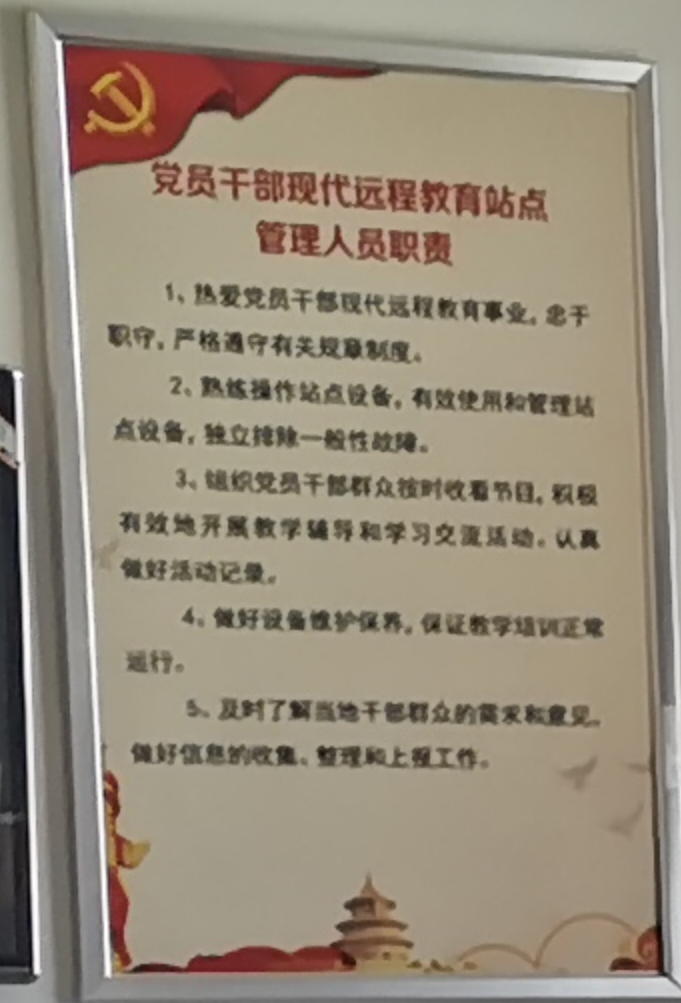 党员干部现代远程教育站点
管理人员职责
1、热爱党员干部现代远程教育事业。忠于
职守。严格遵守有关规章制度。
2、熟练操作站点设备。有效使用和管理站
点设备。独立排除一般性故障。
3、组织党员干部群众按时收看节目。积极
有效地开展教学辅导和学习交流活动。认真
做好活动记录。
4、做好设备维护保养。保证教学培训正常
运行。
5、及时了解当地干部群众的需求和意见。
做好信息的收集、整理和上报工作。